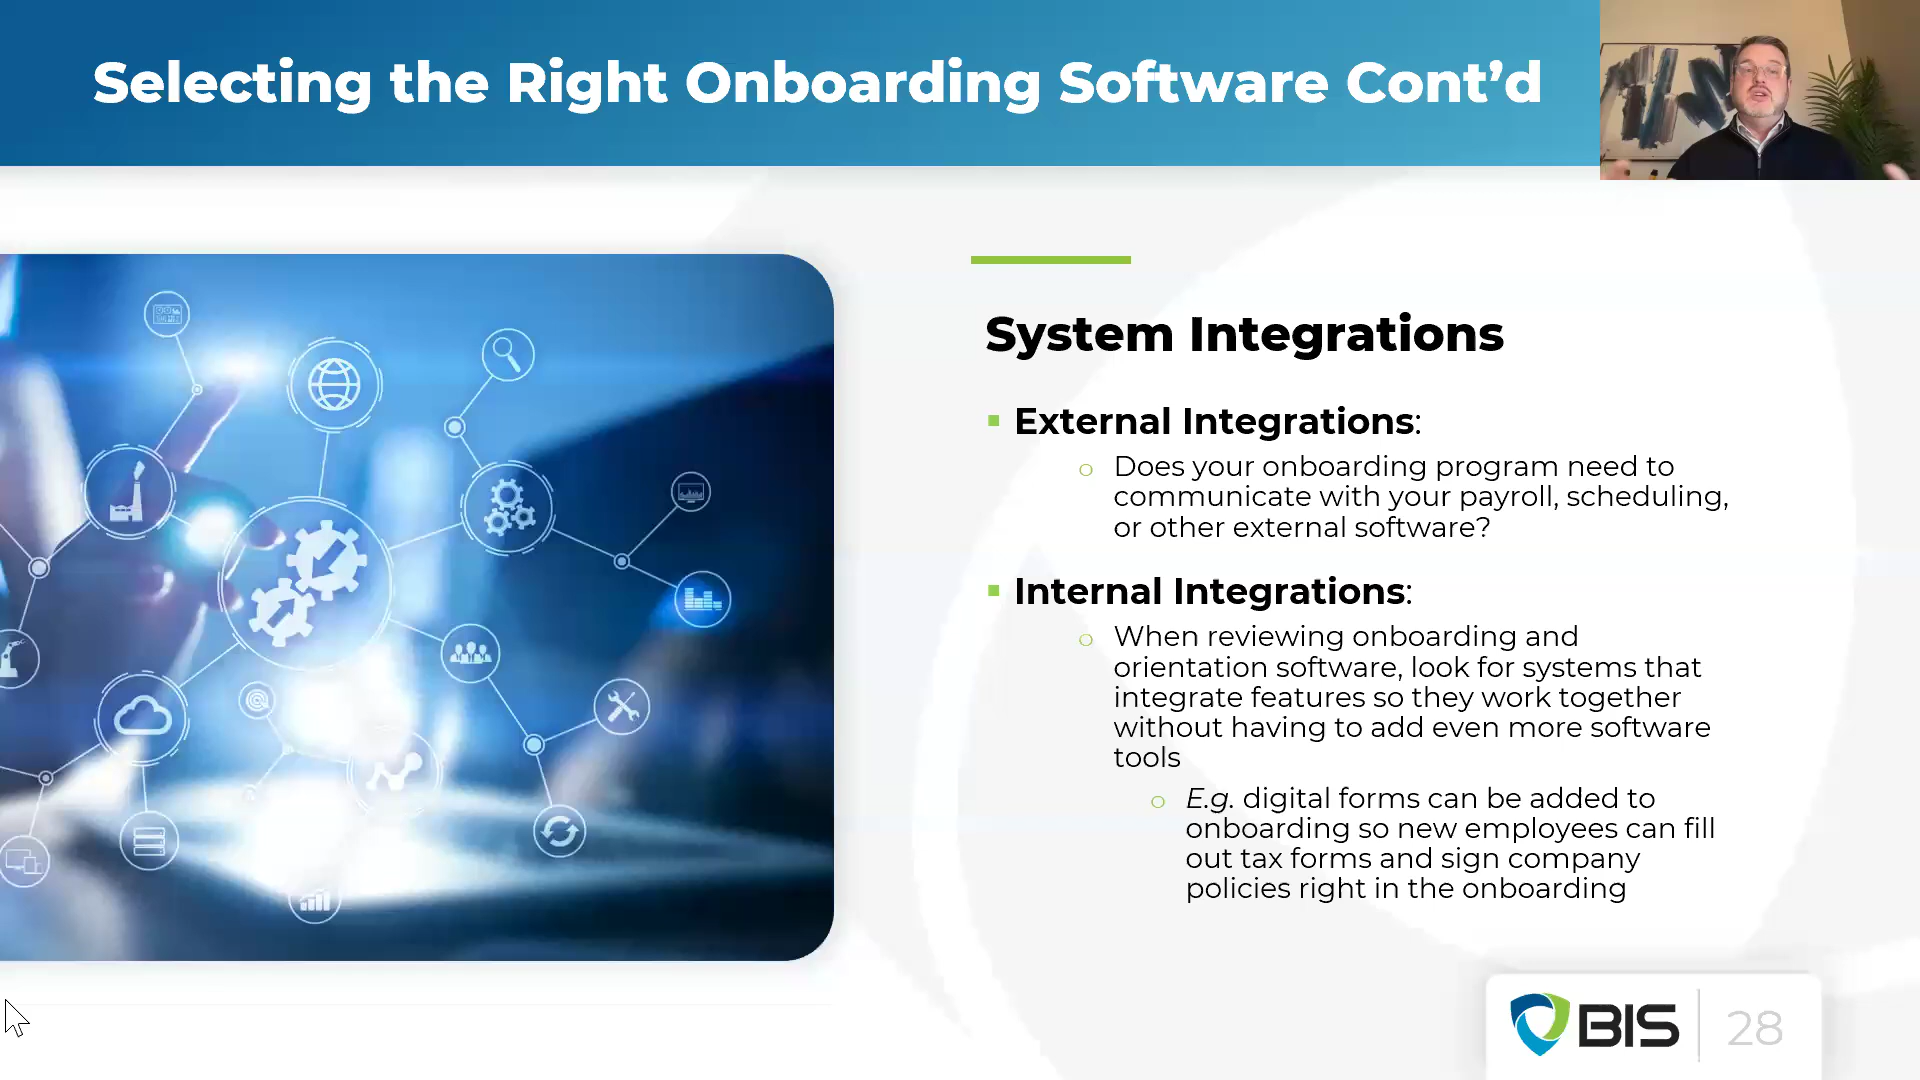 Selecting the Right Onboarding Software Cont’d
System Integrations
External Integrations:
Does your onboarding program need to
communicate with your payroll, scheduling,
or other external software?
Internal Integrations:
When reviewing onboarding and
orientation software, look for systems that
integrate features so they work together
without having to add even more software
tools
E.g. digital forms can be added to
onboarding so new employees can fill
out tax forms and sign company
policies right in the onboarding
BIS
28